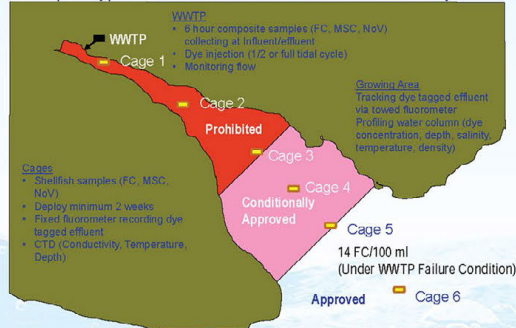 WWTP
• 6 hour composite samples (FC, MSC, NoV)
collecting at Influent/effluent
• Dye injection (1/2 or full tidal cycle)
• Monitoring flow
WWTP
Cage 1
Cage 2
Prohibited
Growing Area
Tracking dye tagged effluent
via towed fluorometer
Profiling water column (dye
concentration, depth, salinity,
temperature, density)
Cage 3
Cages
• Shellfish samples (FC, MSC,
NoV)
• Deploy minimum 2 weeks
• Fixed fluorometer recording dye
tagged effluent
• CTD (Conductivity, Temperature,
Depth)
Cage 4
Conditionally
Approved
Cage 5
14 FC/100 ml
(Under WWTP Failure Condition)
Approved
Cage 6